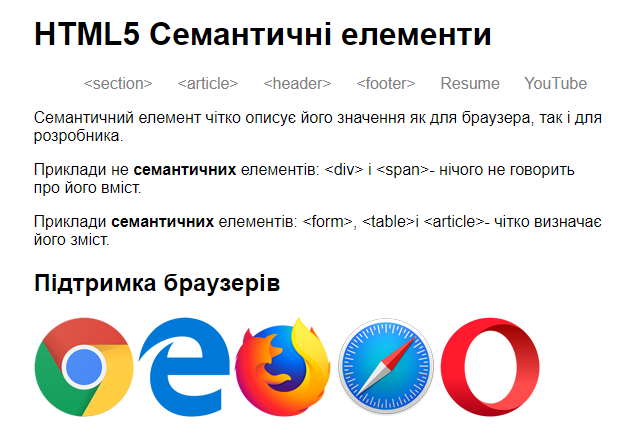 HTML5 Семантичні елементи
<section> <article> <header> <footer> Resume YouTube
Семантичний елемент чітко описує його значення як для браузера, так і для
розробника.
Приклади не семантичних елементів: <div> і <span>- нічого не говорить
про його вміст.
Приклади семантичних елементів: <form>, <table>і <article>- чітко визначає
його зміст.
Підтримка браузерів